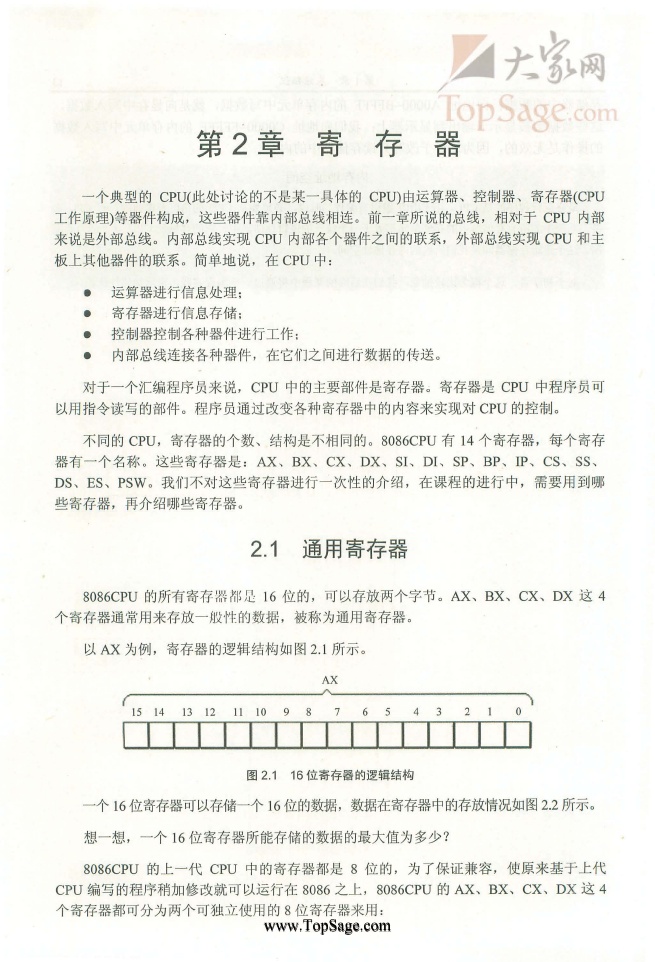 大家网
TopSage.com
第 2 章 寄 存 器
一个典型的 CPU(此处讨论的不是某一具体的 CPU)由运算器、控制器、寄存器(CPU
工作原理)等器件构成，这些器件靠内部总线相连。前一章所说的总线，相对于 CPU 内部
来说是外部总线。内部总线实现 CPU 内部各个器件之间的联系，外部总线实现 CPU 和主
板上其他器件的联系。简单地说，在 CPU 中：
● 运算器进行信息处理；
● 寄存器进行信息存储；
● 控制器控制各种器件进行工作；
● 内部总线连接各种器件，在它们之间进行数据的传送。
对于一个汇编程序员来说，CPU 中的主要部件是寄存器。寄存器是 CPU 中程序员可
以用指令读写的部件。程序员通过改变各种寄存器中的内容来实现对 CPU 的控制。
不同的 CPU，寄存器的个数、结构是不相同的。8086CPU 有 14 个寄存器，每个寄存
器有一个名称。这些寄存器是：AX、BX、CX、DX、SI、DI、SP、BP、IP、CS、SS、
DS、ES、PSW。我们不对这些寄存器进行一次性的介绍，在课程的进行中，需要用到哪
些寄存器，再介绍哪些寄存器。
2.1 通用寄存器
8086CPU 的所有寄存器都是 16 位的，可以存放两个字节。AX、BX、CX、DX 这 4
个寄存器通常用来存放一般性的数据，被称为通用寄存器。
以 AX 为例，寄存器的逻辑结构如图 2.1 所示。
AX
15 14 13 12 11 10 9 8 7 6 5 4 3 2 1 0
图 2.1 16 位寄存器的逻辑结构
一个 16 位寄存器可以存储一个 16 位的数据，数据在寄存器中的存放情况如图 2.2 所示。
想一想，一个 16 位寄存器所能存储的数据的最大值为多少？
8086CPU 的上一代 CPU 中的寄存器都是 8 位的，为了保证兼容，使原来基于上代
CPU 编写的程序稍加修改就可以运行在 8086 之上，8086CPU 的 AX、BX、CX、DX 这 4
个寄存器都可分为两个可独立使用的 8 位寄存器来用：
www.TopSage.com